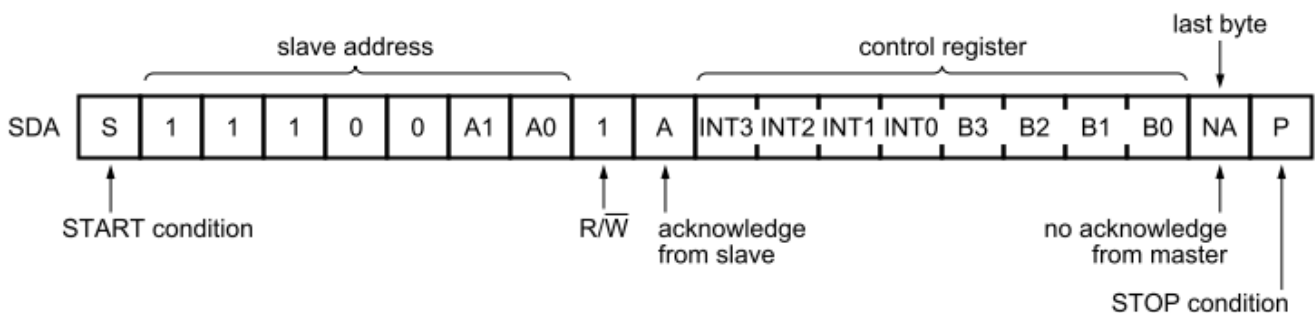 last byte
slave address
control register
SDA S 1 1 1 0 0 A1 A0 1 A INT3 INT2 INT1 INT0 B3 B2 B1 B0 NA P
START condition
R/W̅
acknowledge
from slave
no acknowledge
from master
STOP condition